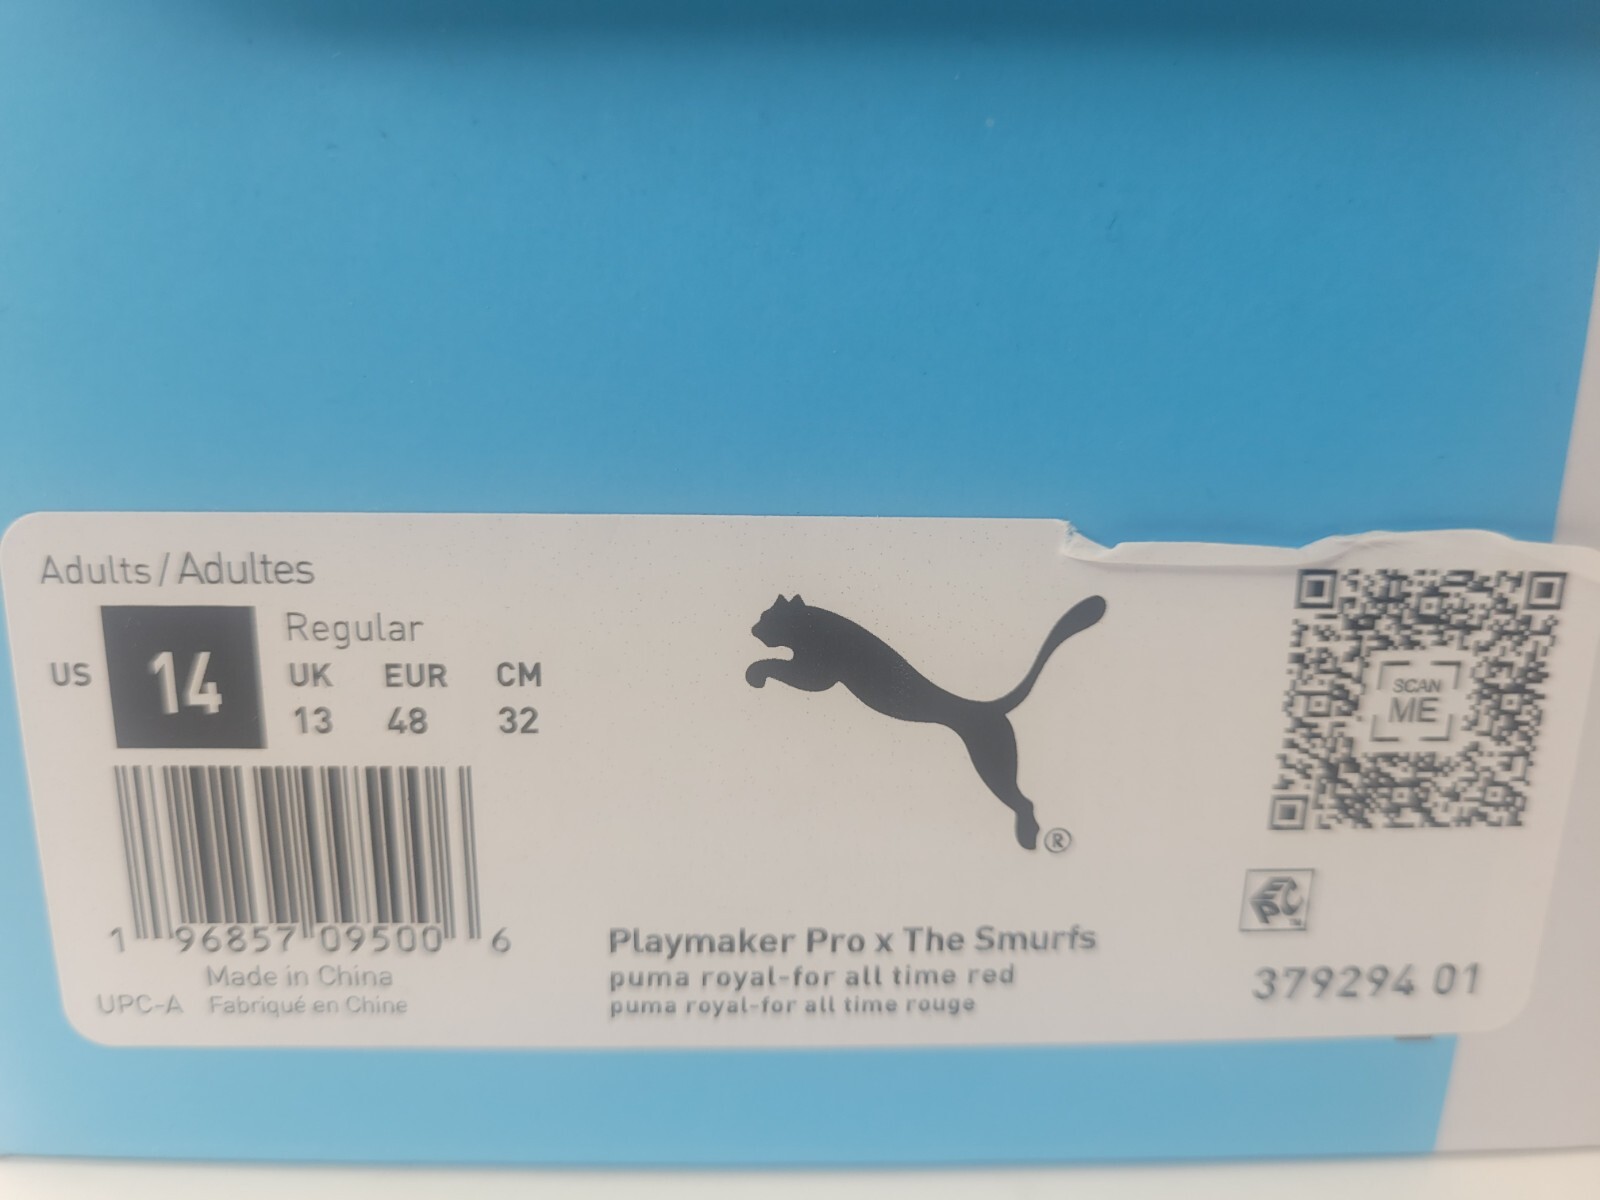 Adults/Adultes
US 14
Regular
UK EUR CM
13 48 32
1 96857 09500 6
Made in China
UPC-A Fabriqué en Chine
®
Playmaker Pro x The Smurfs
puma royal-for all time red
puma royal-for all time rouge
SCAN
ME
EPC
379294 01